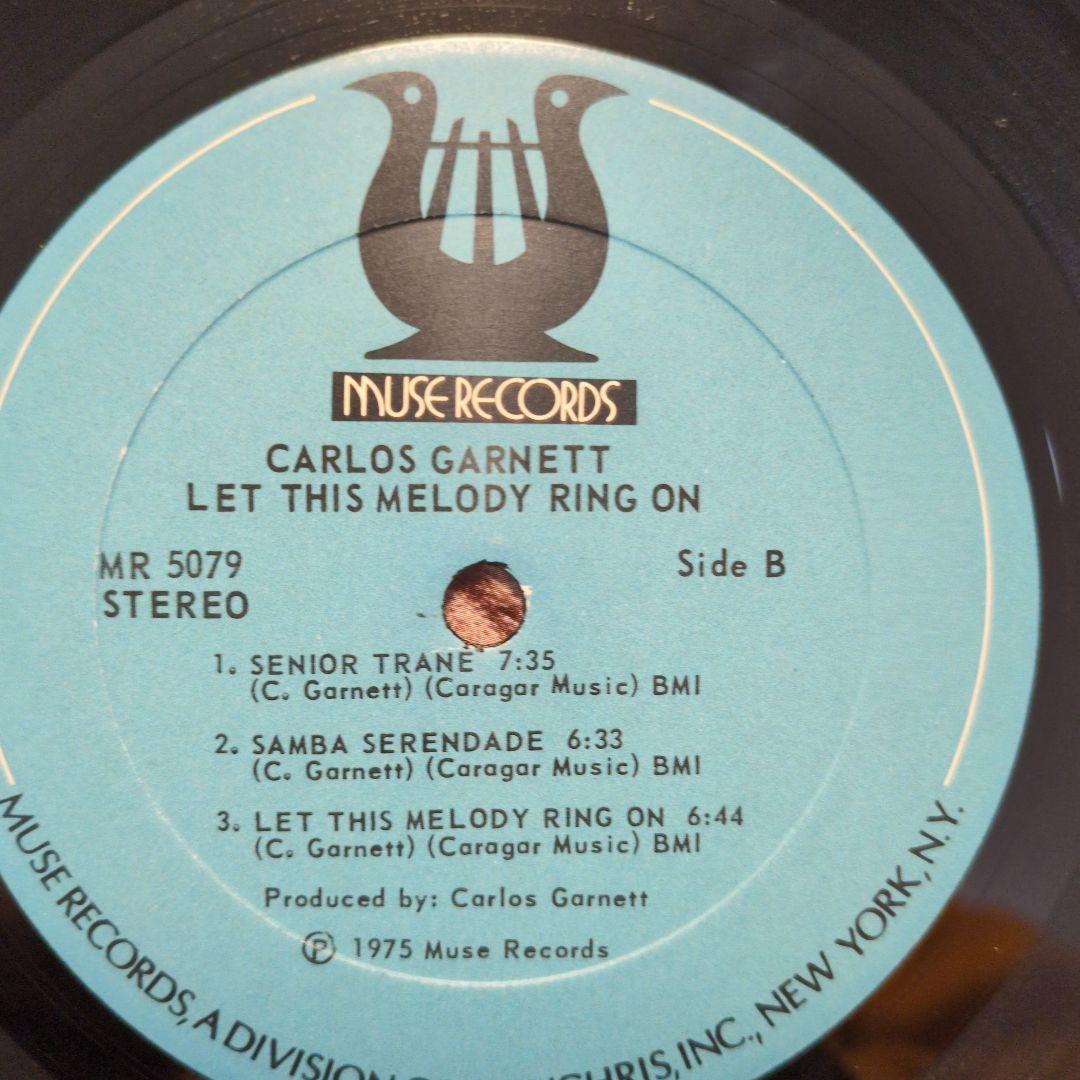 MUSE RECORDS
CARLOS GARNETT
LET THIS MELODY RING ON
MR 5079
Side B
STEREO
1. SENIOR TRANE 7:35
(C. Garnett) (Caragar Music) BMI
2. SAMBA SERENDADE 6:33
(C. Garnett) (Caragar Music) BMI
3. LET THIS MELODY RING ON 6:44
(C. Garnett) (Caragar Music) BMI
Produced by: Carlos Garnett
Ⓟ 1975 Muse Records
MUSE RECORDS, A DIVISION INC., NEW YORK, N.Y.